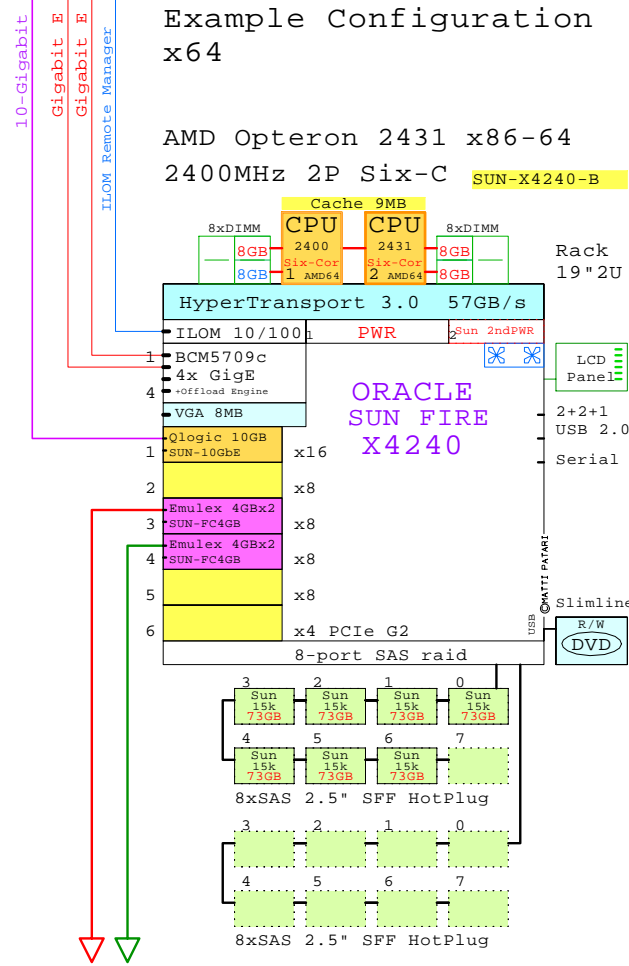 Example Configuration
x64
10-Gigabit
Gigabit E
Gigabit E
ILOM Remote Manager
AMD Opteron 2431 x86-64
2400MHz 2P Six-C
SUN-X4240-B
Cache 9MB
8xDIMM
CPU
CPU
8xDIMM
2400
2431
8GB
Six-Cor
Six-Cor
8GB
8GB
1 AMD64
2 AMD64
8GB
Rack
19"2U
HyperTransport 3.0 57GB/s
ILOM 10/100
1
PWR
2
Sun 2ndPWR
1
BCM5709c
4x GigE
4
+Offload Engine
LCD
Panel
VGA 8MB
ORACLE
SUN FIRE
X4240
2+2+1
USB 2.0
Serial
Qlogic 10GB
1
SUN-10GbE
x16
2
x8
Emulex 4GBx2
3
SUN-FC4GB
x8
Emulex 4GBx2
4
SUN-FC4GB
x8
5
x8
6
x4 PCIe G2
©MATTI PATARI
USB
Slimline
R/W
DVD
8-port SAS raid
3
2
1
0
Sun
Sun
Sun
Sun
15k
15k
15k
15k
73GB
73GB
73GB
73GB
4
5
6
7
Sun
Sun
Sun
15k
15k
15k
73GB
73GB
73GB
8xSAS 2.5" SFF HotPlug
3
2
1
0
4
5
6
7
8xSAS 2.5" SFF HotPlug